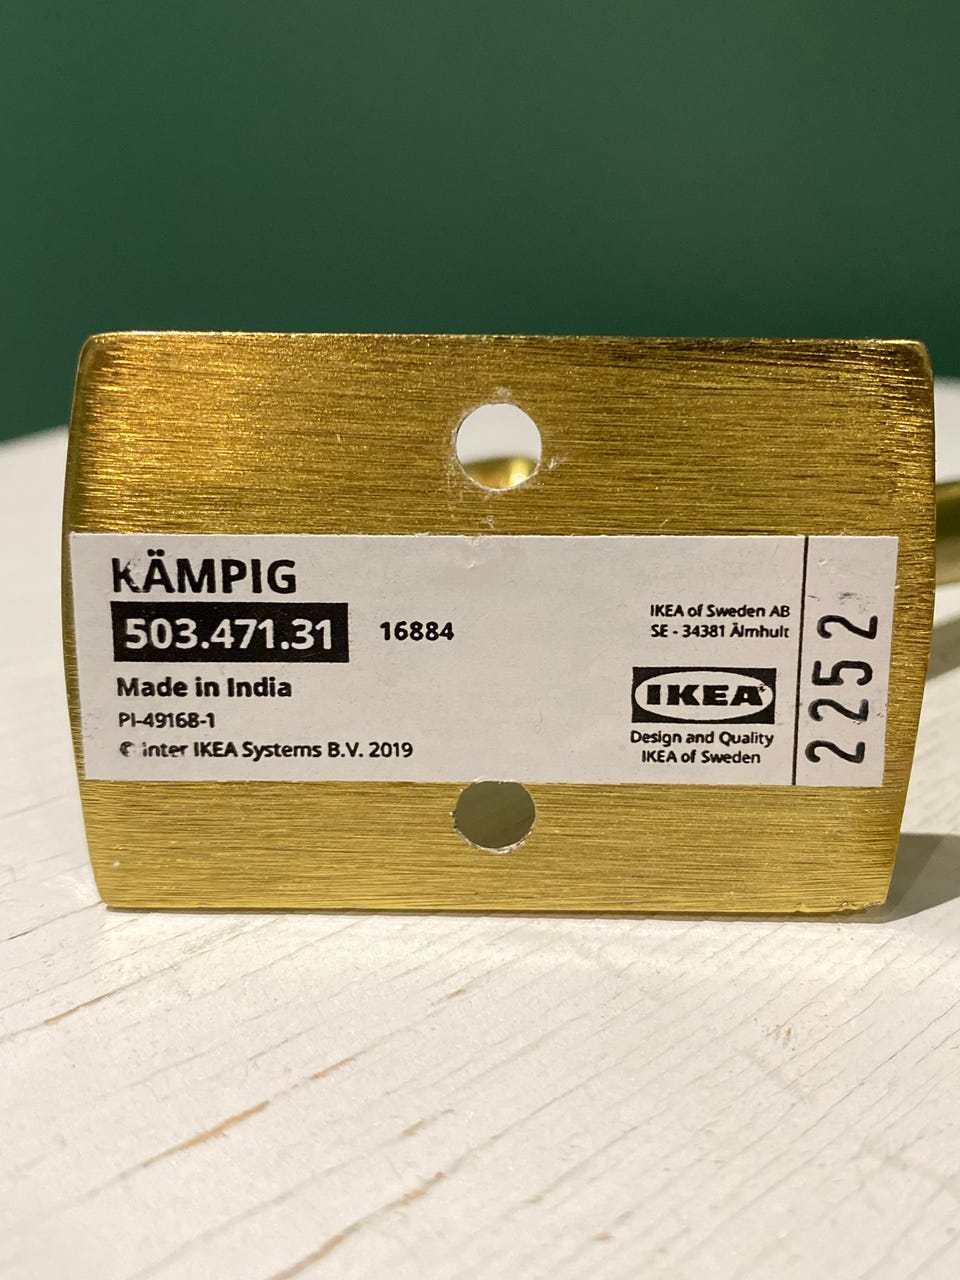 KÄMPIG
503.471.31 16884
Made in India
PI-49168-1
© Inter IKEA Systems B.V. 2019
IKEA of Sweden AB
SE - 34381 Älmhult
IKEA
Design and Quality
IKEA of Sweden
2252